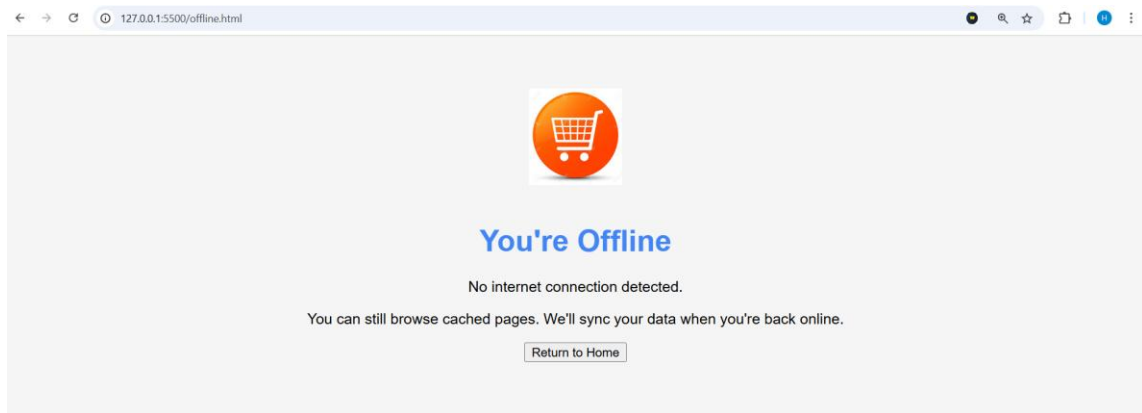 127.0.0.1:5500/offline.html
H
You're Offline
No internet connection detected.
You can still browse cached pages. We'll sync your data when you're back online.
Return to Home